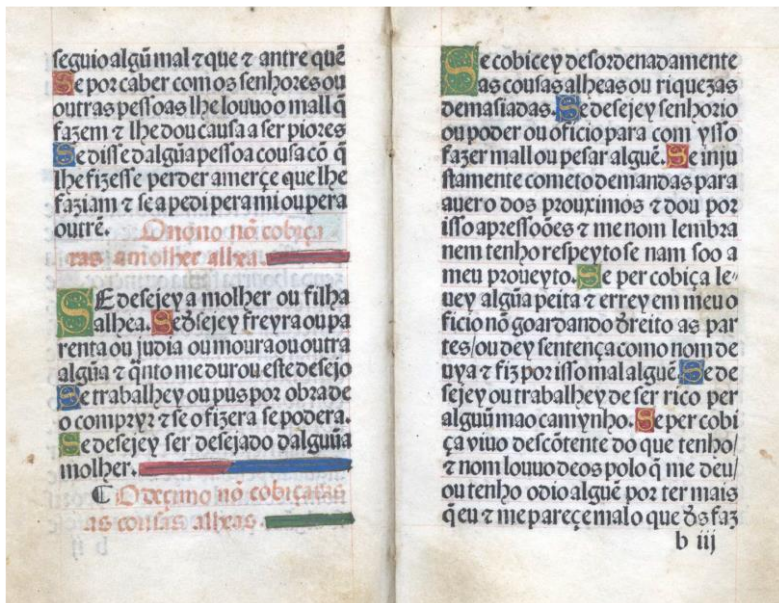 seguio algũ mal ⁊ que ⁊ antre quẽ
Se por caber com os senhores ou
outras pessoas lhe louuo o mall q̃
fazem ⁊ lhe dou causa a ser piores
Se disse dalgũa pessoa cousa cõ q̃
lhe fizesse perder a merçe que lhe
faziam ⁊ se a pedi pera mi ou pera
outrẽ.
O nono nõ cobiça
ras a molher alhea.
SE desejey a molher ou filha
alhea. Se dsejey freyra ou pa
renta ou judia ou moura ou outra
algũa ⁊ q̃nto me durou este desejo
Se trabalhey ou pus por obra de
o compryr ⁊ se o fizera se podera.
Se desejey ser desejado dalguũa
molher.
¶ O decimo nõ cobiçaras
as cousas alheas.
Se cobicey desordenadamente
as cousas alheas ou riquezas
demasiadas. Se desejey senhorio
ou poder ou oficio para com ysso
fazer mall ou pesar alguẽ. Se inju
stamente cometo demandas para
auer o dos prouximos ⁊ dou por
isso apressoões ⁊ me nom lembra
nem tenho respeyto se nam soo a
meu proueyto. Se per cobiça le⸗
uey algũa peita ⁊ errey em meu o
ficio nõ goardando dreito as par
tes/ou dey sentença como nom de
uya ⁊ fiz por isso mal alguẽ. Se de
sejey ou trabalhey de ser rico per
alguũ mao camynho. Se per cobi
ça viuo descõtente do que tenho/
⁊ nom louuo deos polo q̃ me deu/
ou tenho odio alguẽ por ter mais
q̃ eu ⁊ me pareçe mal o que ds faz
b iij